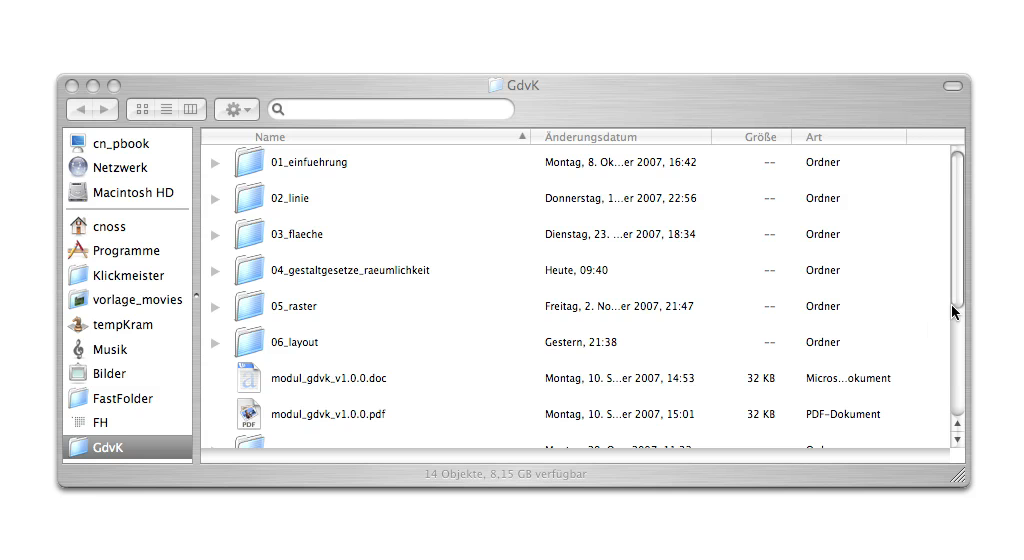 GdvK
Name Änderungsdatum Größe Art
cn_pbook
Netzwerk
Macintosh HD
cnoss
Programme
Klickmeister
vorlage_movies
tempKram
Musik
Bilder
FastFolder
FH
GdvK
01_einfuehrung Montag, 8. Ok...er 2007, 16:42 -- Ordner
02_linie Donnerstag, 1...er 2007, 22:56 -- Ordner
03_flaeche Dienstag, 23. ...er 2007, 18:34 -- Ordner
04_gestaltgesetze_raeumlichkeit Heute, 09:40 -- Ordner
05_raster Freitag, 2. No...er 2007, 21:47 -- Ordner
06_layout Gestern, 21:38 -- Ordner
modul_gdvk_v1.0.0.doc Montag, 10. S...er 2007, 14:53 32 KB Micros...okument
modul_gdvk_v1.0.0.pdf Montag, 10. S...er 2007, 15:01 32 KB PDF-Dokument
PDF
14 Objekte, 8,15 GB verfügbar